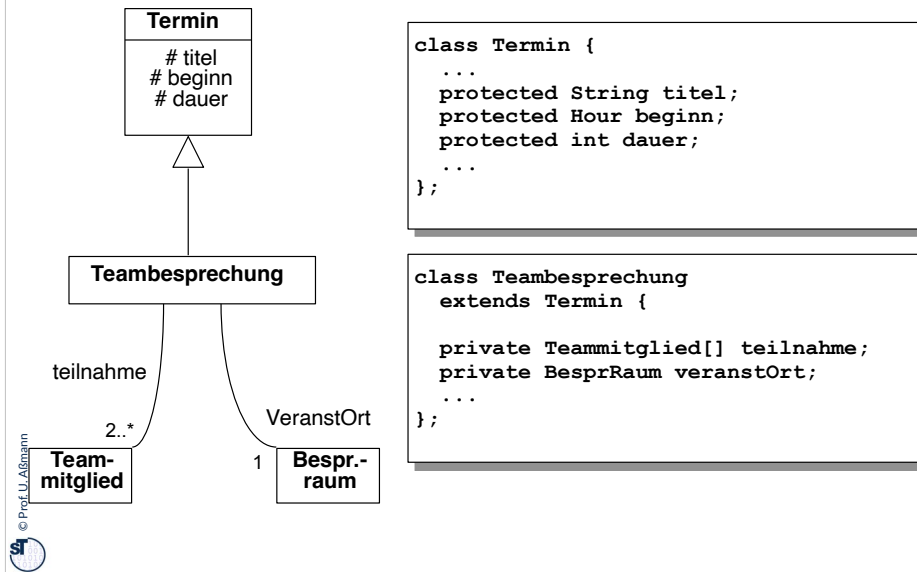 Termin
# titel
# beginn
# dauer
Teambesprechung
teilnahme
2..*
VeranstOrt
1
Team-
mitglied
Bespr.-
raum
class Termin {
...
protected String titel;
protected Hour beginn;
protected int dauer;
...
};
class Teambesprechung
extends Termin {
private Teammitglied[] teilnahme;
private BesprRaum veranstOrt;
...
};
© Prof. U. Aßmann
ST